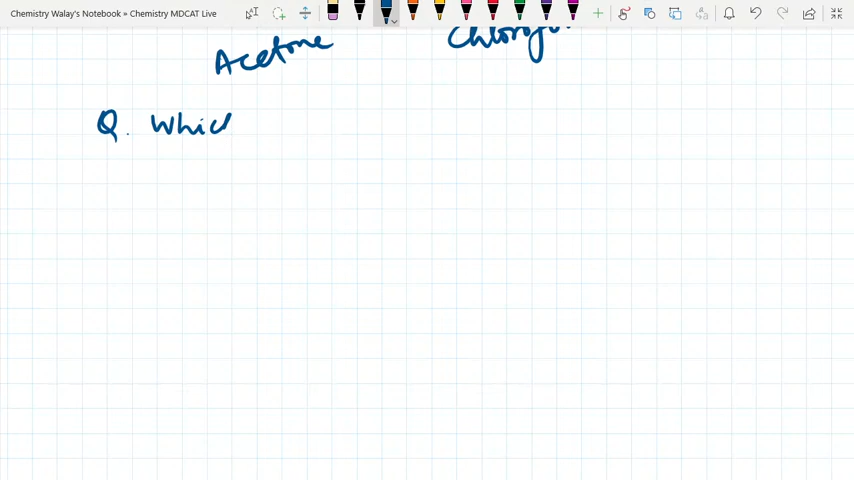 Chemistry Walay's Notebook » Chemistry MDCAT Live
Acetone
Q. Whic